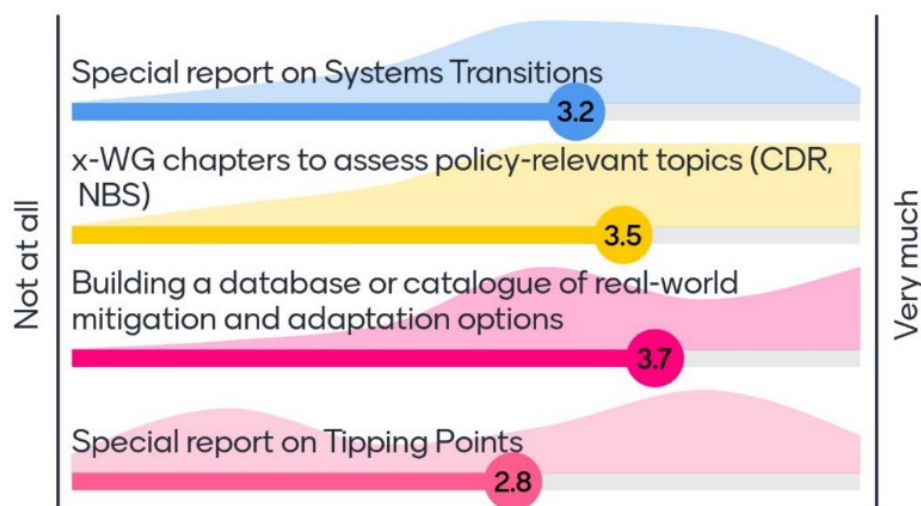 Not at all
Special report on Systems Transitions
3.2
x-WG chapters to assess policy-relevant topics (CDR,
NBS)
3.5
Building a database or catalogue of real-world
mitigation and adaptation options
3.7
Special report on Tipping Points
2.8
Very much